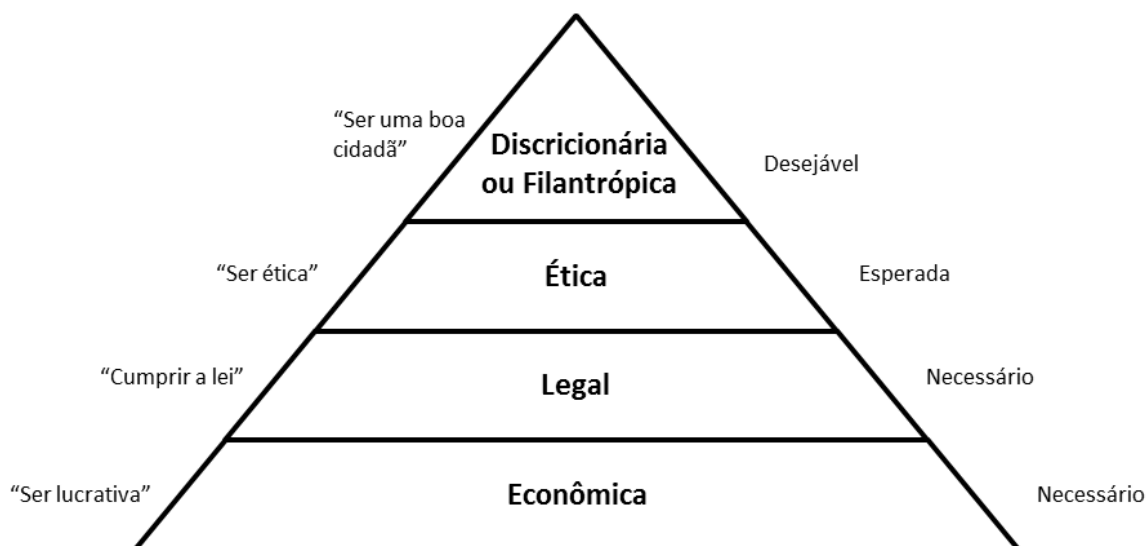 “Ser uma boa
cidadã”
Discricionária
ou Filantrópica
Desejável
“Ser ética”
Ética
Esperada
“Cumprir a lei”
Legal
Necessário
“Ser lucrativa”
Econômica
Necessário